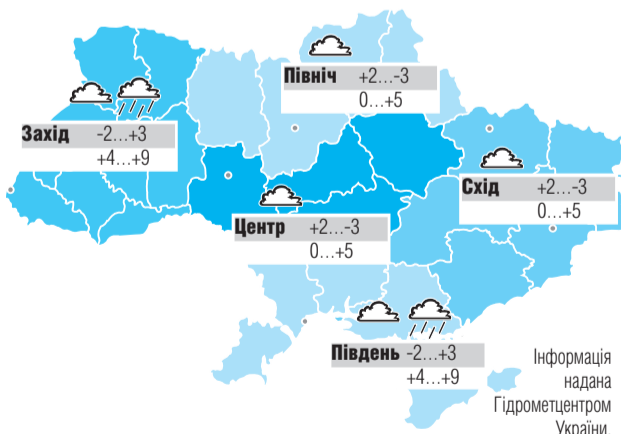 Північ +2...-3
0...+5
Захід -2...+3
+4...+9
Схід +2...-3
0...+5
Центр +2...-3
0...+5
Південь -2...+3
+4...+9
Інформація
надана
Гідрометцентром
України.